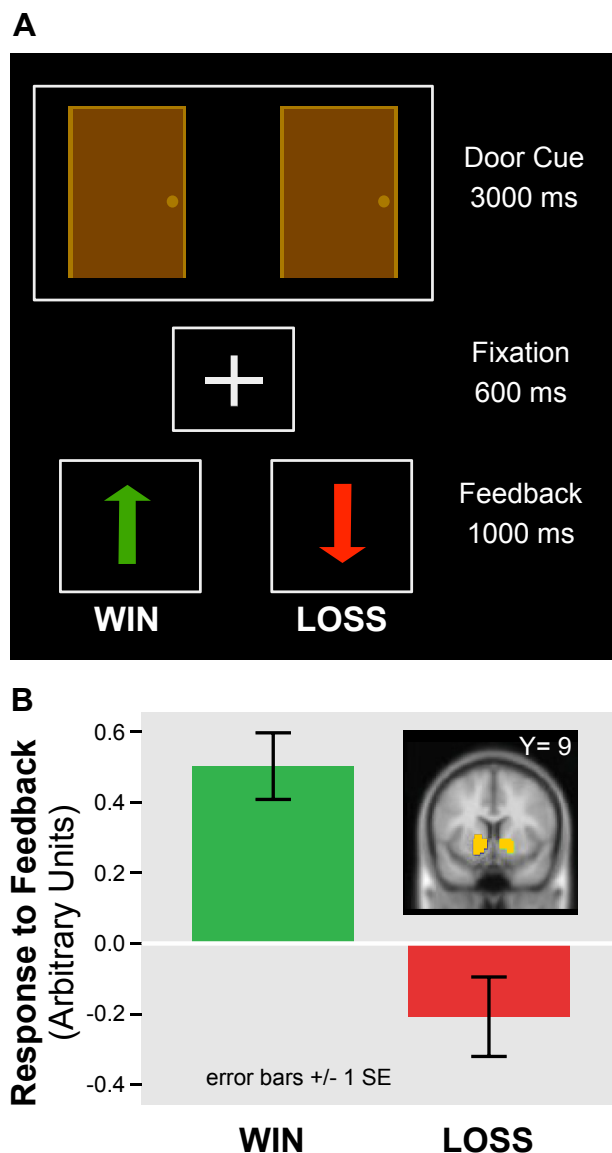 A
Door Cue
3000 ms
Fixation
600 ms
Feedback
1000 ms
WIN
LOSS
B
Response to Feedback
(Arbitrary Units)
0.6
0.4
0.2
0.0
-0.2
-0.4
Y= 9
error bars +/- 1 SE
WIN
LOSS